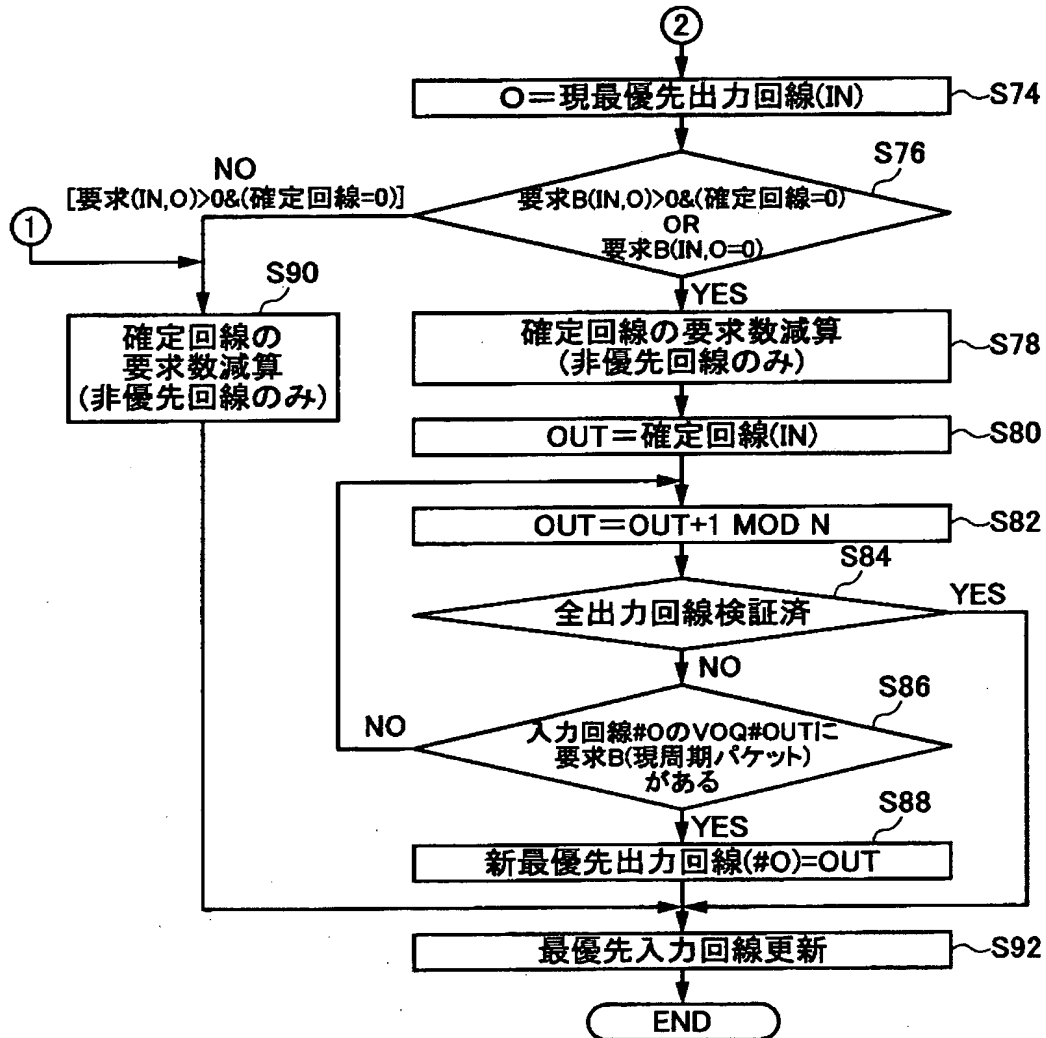 ②
O=現最優先出力回線(IN)
S74
S76
NO
[要求(IN,O)>0&(確定回線=0)]
要求B(IN,O)>0&(確定回線=0)
OR
要求B(IN,O=0)
①
S90
YES
確定回線の
要求数減算
(非優先回線のみ)
確定回線の要求数減算
(非優先回線のみ)
S78
OUT=確定回線(IN)
S80
OUT=OUT+1 MOD N
S82
S84
全出力回線検証済
YES
NO
S86
NO
入力回線#OのVOQ#OUTに
要求B(現周期パケット)
がある
YES
S88
新最優先出力回線(#O)=OUT
最優先入力回線更新
S92
END